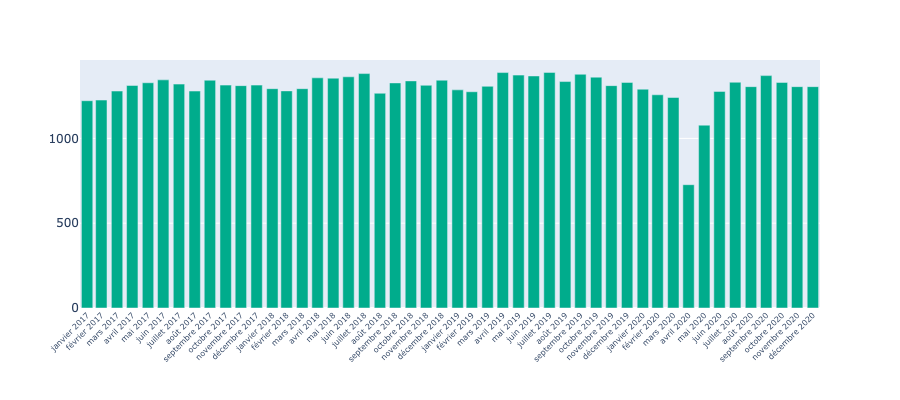 1000
500
0
janvier 2017
février 2017
mars 2017
avril 2017
mai 2017
juin 2017
juillet 2017
août 2017
septembre 2017
octobre 2017
novembre 2017
décembre 2017
janvier 2018
février 2018
mars 2018
avril 2018
mai 2018
juin 2018
juillet 2018
août 2018
septembre 2018
octobre 2018
novembre 2018
décembre 2018
janvier 2019
février 2019
mars 2019
avril 2019
mai 2019
juin 2019
juillet 2019
août 2019
septembre 2019
octobre 2019
novembre 2019
décembre 2019
janvier 2020
février 2020
mars 2020
avril 2020
mai 2020
juin 2020
juillet 2020
août 2020
septembre 2020
octobre 2020
novembre 2020
décembre 2020